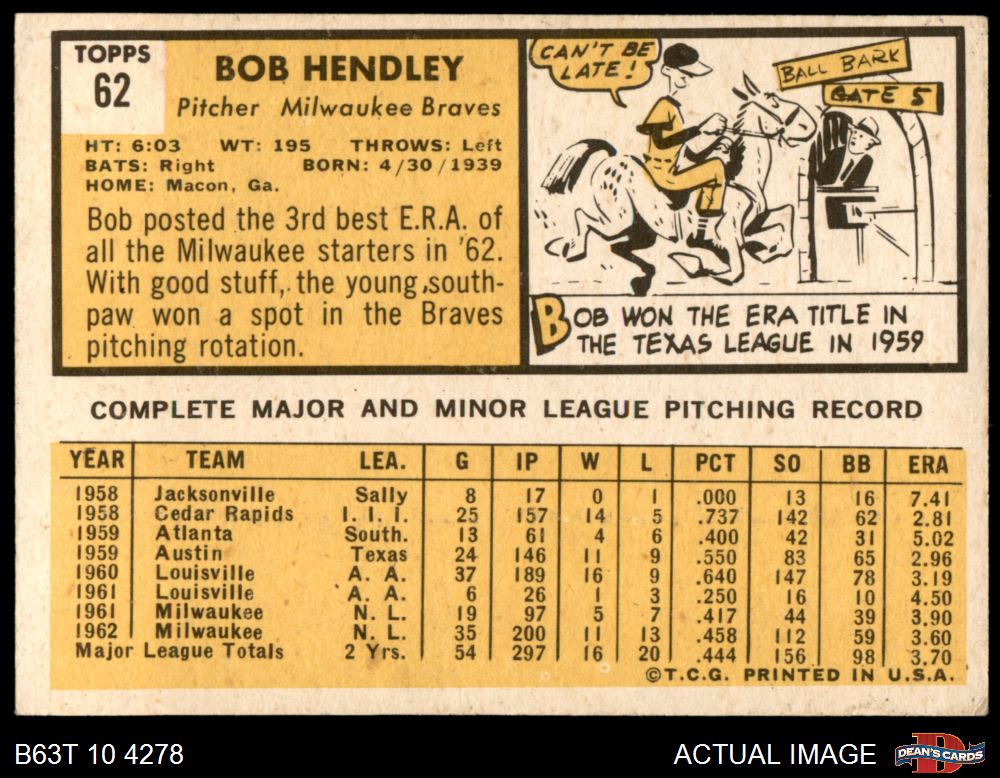 TOPPS
62
BOB HENDLEY
Pitcher Milwaukee Braves
HT: 6:03 WT: 195 THROWS: Left
BATS: Right BORN: 4/30/1939
HOME: Macon, Ga.
Bob posted the 3rd best E.R.A. of
all the Milwaukee starters in '62.
With good stuff, the young south-
paw won a spot in the Braves
pitching rotation.
CAN'T BE
LATE!
BALL BARK
GATE 5
BOB WON THE ERA TITLE IN
THE TEXAS LEAGUE IN 1959
COMPLETE MAJOR AND MINOR LEAGUE PITCHING RECORD
YEAR TEAM LEA. G IP W L PCT SO BB ERA
1958 Jacksonville Sally 8 17 0 1 .000 13 16 7.41
1958 Cedar Rapids I. I. I. 25 157 14 5 .737 142 62 2.81
1959 Atlanta South. 13 61 4 6 .400 42 31 5.02
1959 Austin Texas 24 146 11 9 .550 83 65 2.96
1960 Louisville A. A. 37 189 16 9 .640 147 78 3.19
1961 Louisville A. A. 6 26 1 3 .250 16 10 4.50
1961 Milwaukee N. L. 19 97 5 7 .417 44 39 3.90
1962 Milwaukee N. L. 35 200 11 13 .458 112 59 3.60
Major League Totals 2 Yrs. 54 297 16 20 .444 156 98 3.70
©T.C.G. PRINTED IN U.S.A.
B63T 10 4278
ACTUAL IMAGE
D
DEAN'S CARDS